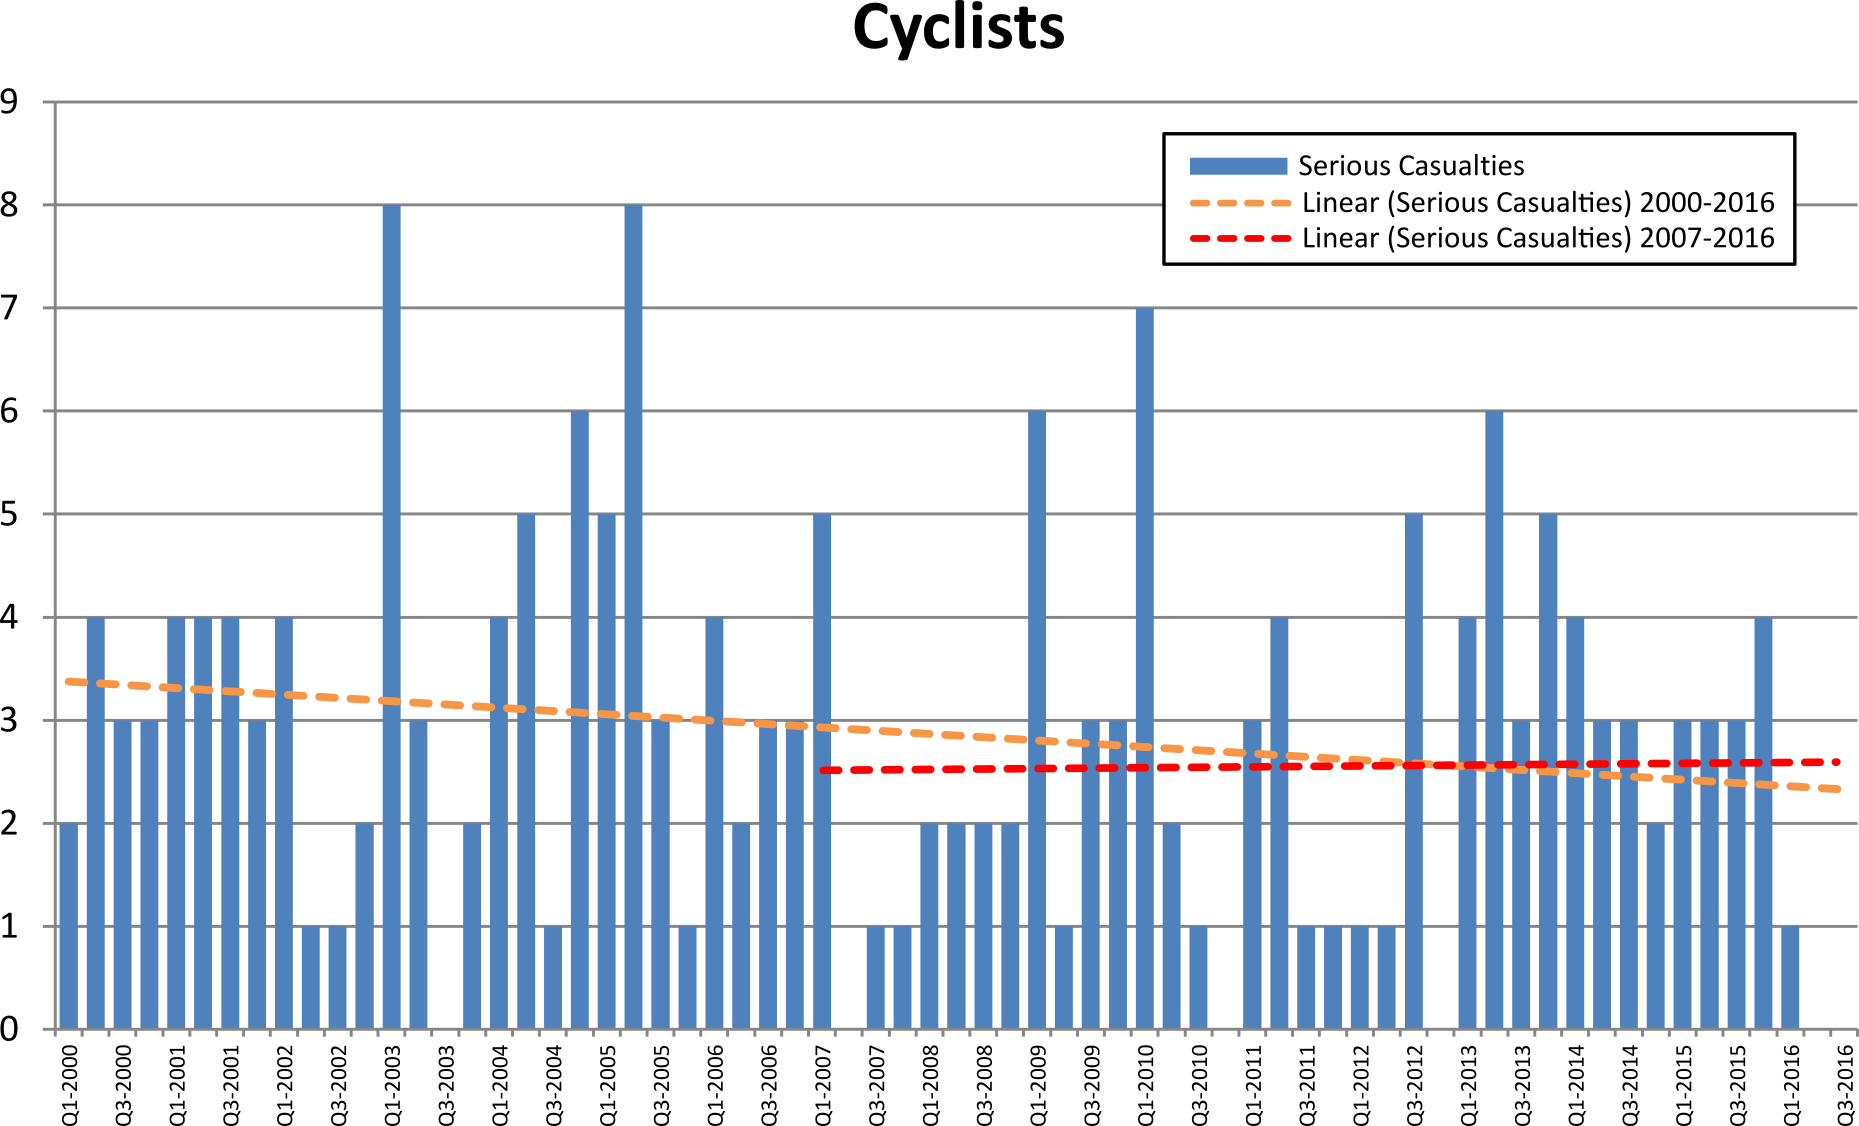 Cyclists
9
8
7
6
5
4
3
2
1
0
Serious Casualties
Linear (Serious Casualties) 2000-2016
Linear (Serious Casualties) 2007-2016
Q1-2000
Q3-2000
Q1-2001
Q3-2001
Q1-2002
Q3-2002
Q1-2003
Q3-2003
Q1-2004
Q3-2004
Q1-2005
Q3-2005
Q1-2006
Q3-2006
Q1-2007
Q3-2007
Q1-2008
Q3-2008
Q1-2009
Q3-2009
Q1-2010
Q3-2010
Q1-2011
Q3-2011
Q1-2012
Q3-2012
Q1-2013
Q3-2013
Q1-2014
Q3-2014
Q1-2015
Q3-2015
Q1-2016
Q3-2016